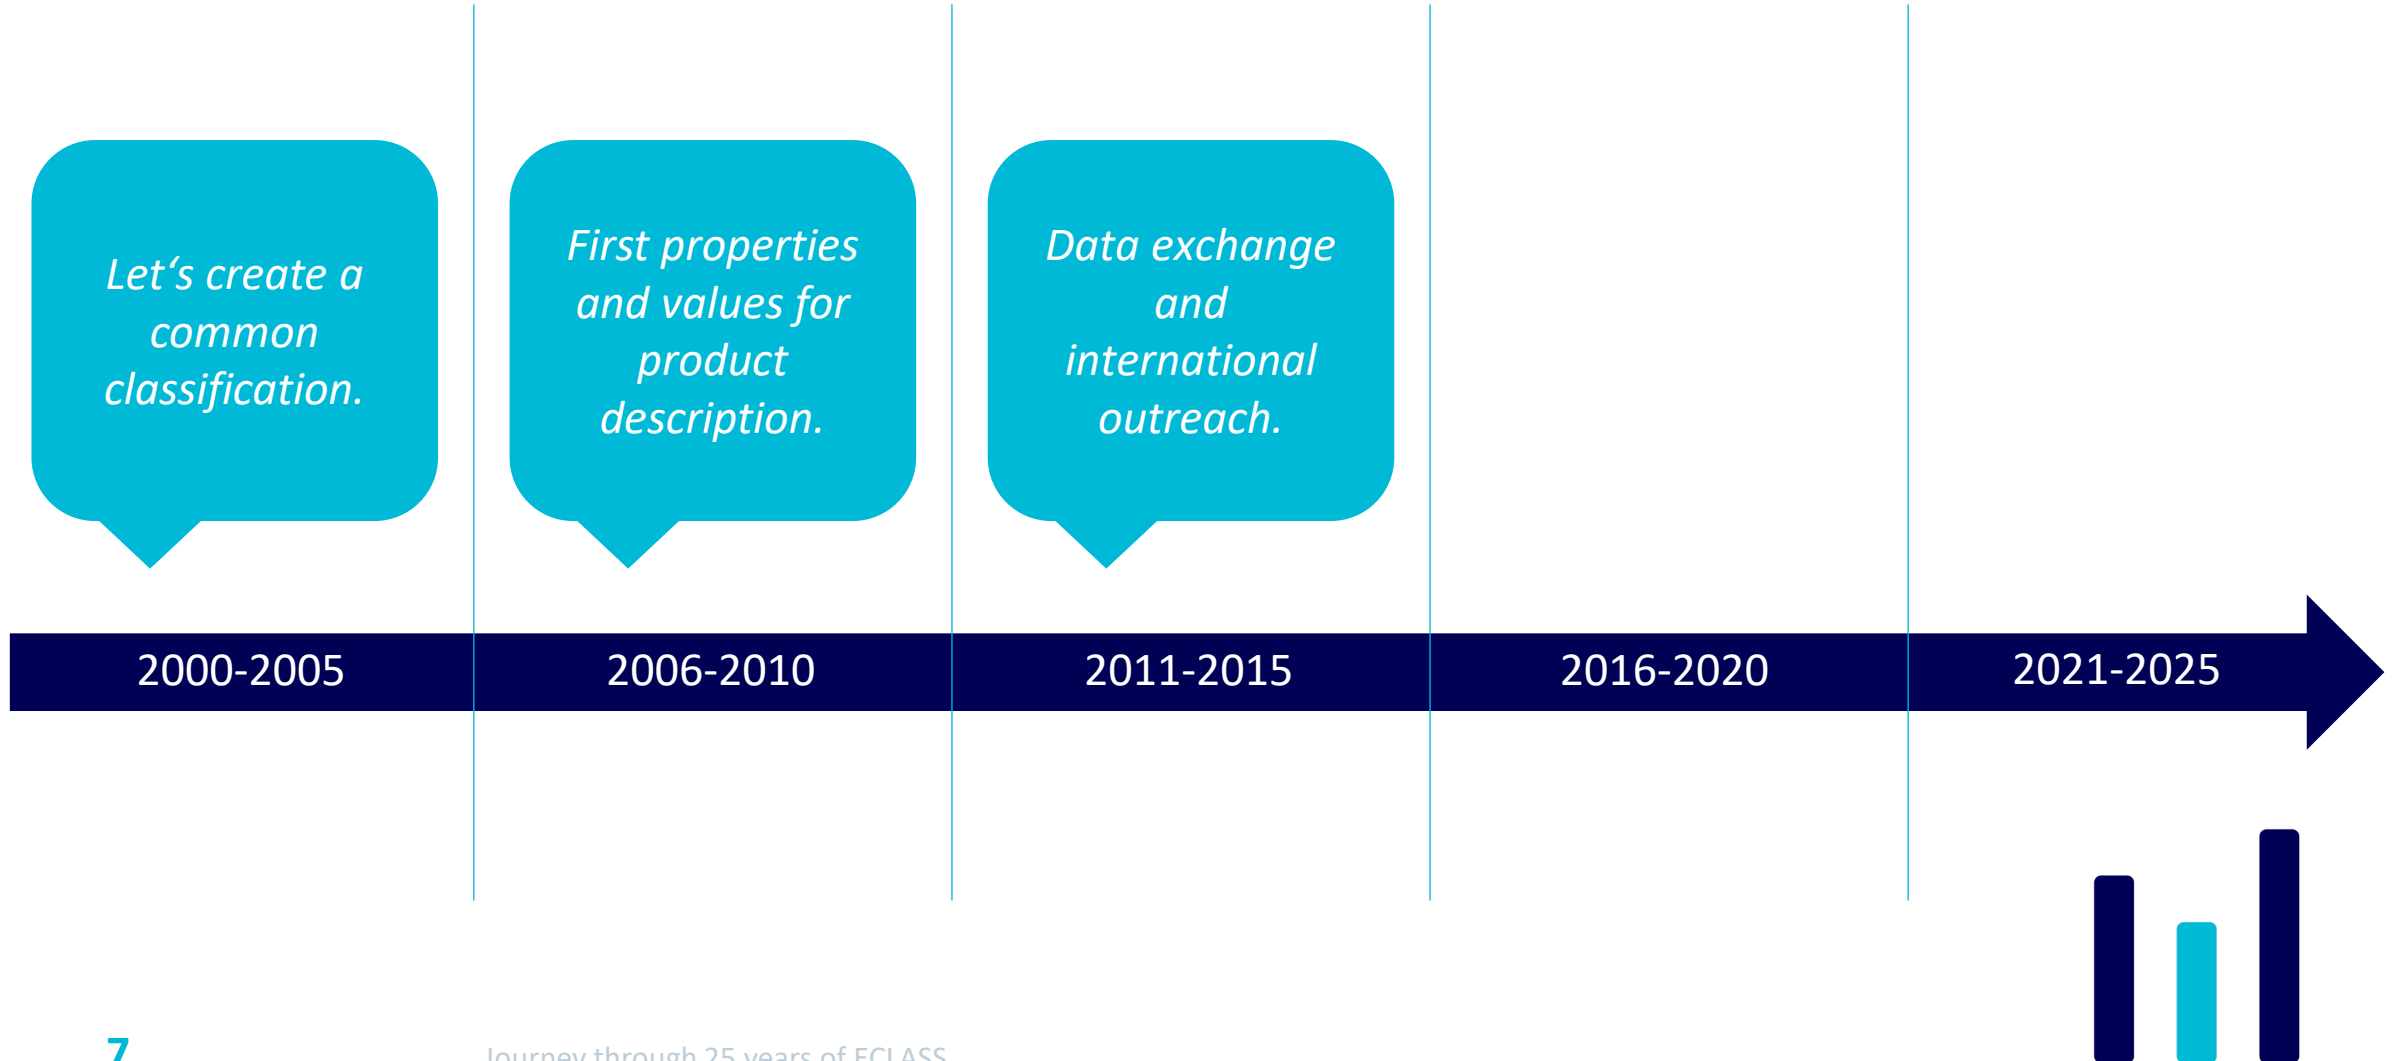 Let‘s create a
common
classification.
First properties
and values for
product
description.
Data exchange
and
international
outreach.
2000-2005
2006-2010
2011-2015
2016-2020
2021-2025
7
Journey through 25 years of ECLASS